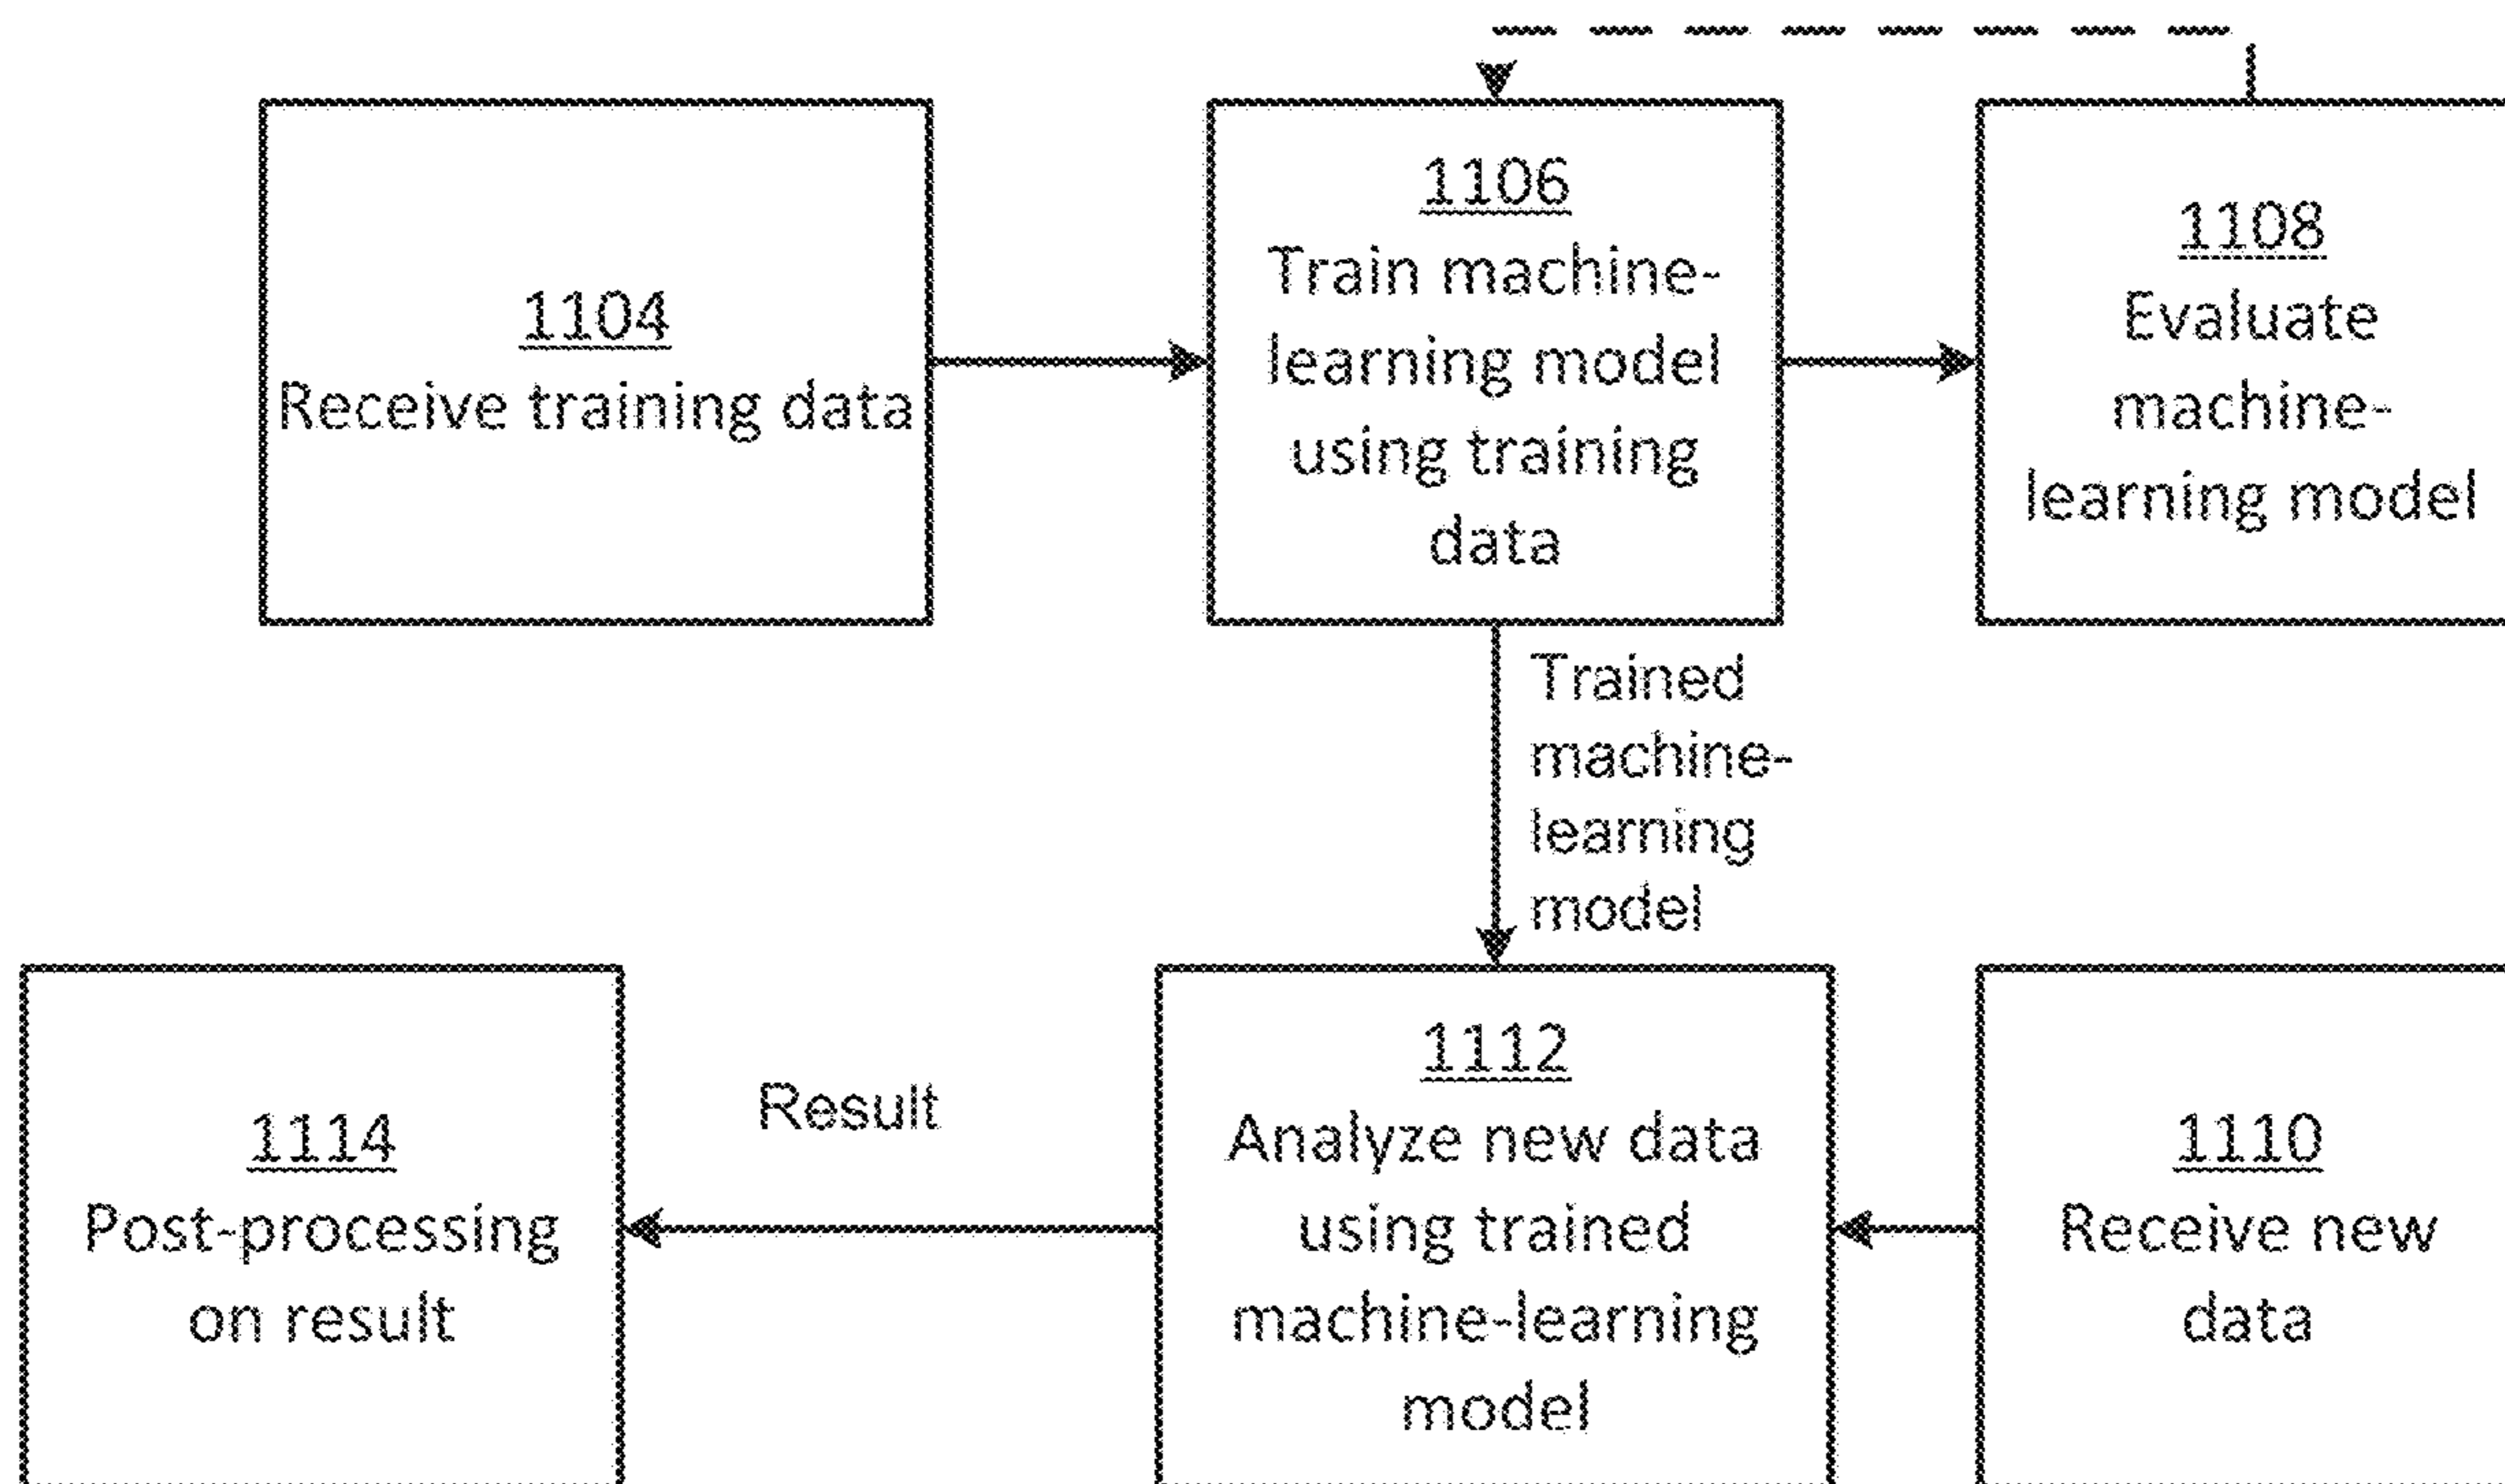 1104
Receive training data
1106
Train machine-
learning model
using training
data
1108
Evaluate
machine-
learning model
Trained
machine-
learning
model
1114
Post-processing
on result
Result
1112
Analyze new data
using trained
machine-learning
model
1110
Receive new
data